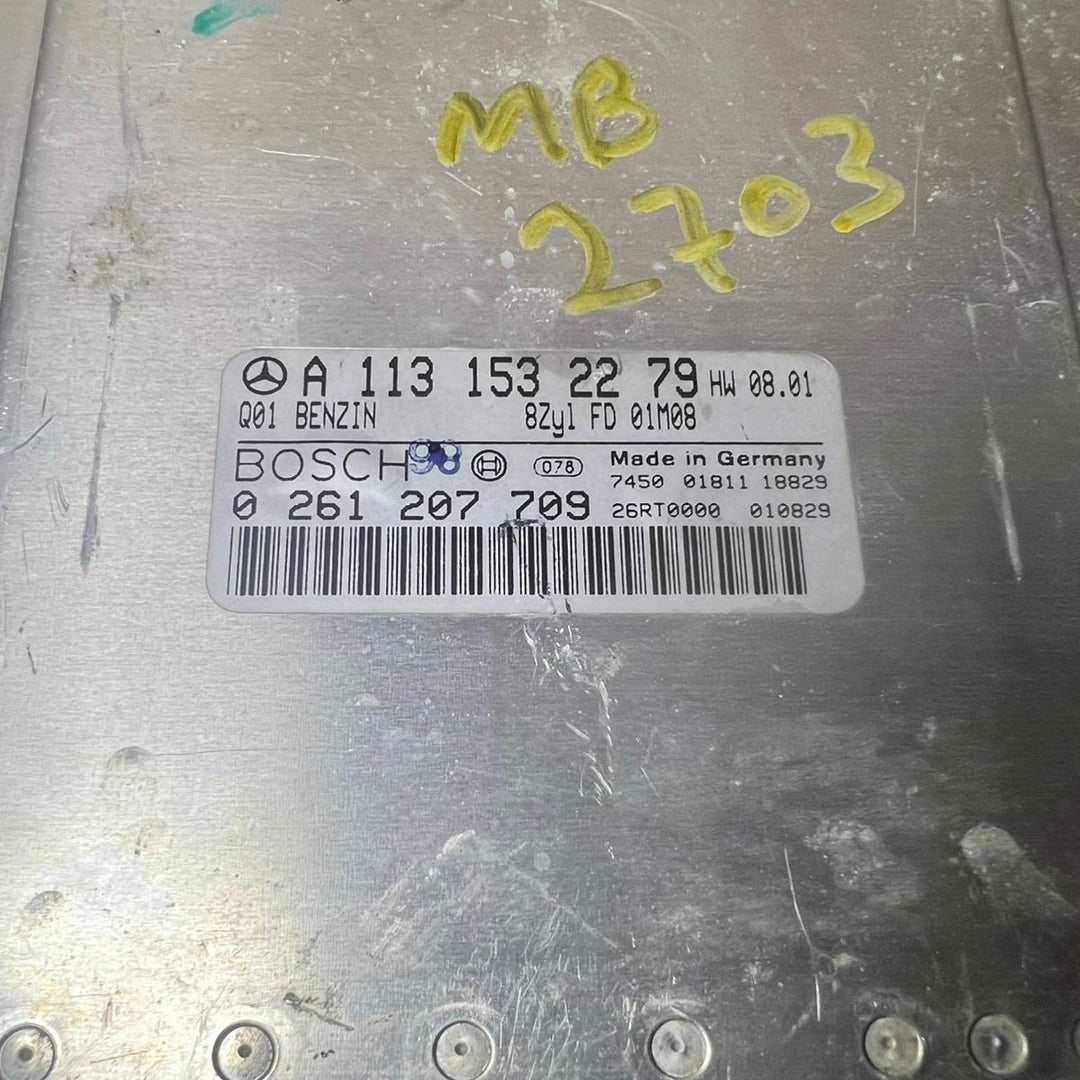 MB
2703
A 113 153 22 79 HW 08.01
Q01 BENZIN 8Zyl FD 01M08
BOSCH 98 078 Made in Germany
7450 01811 18829
0 261 207 709 26RT0000 010829